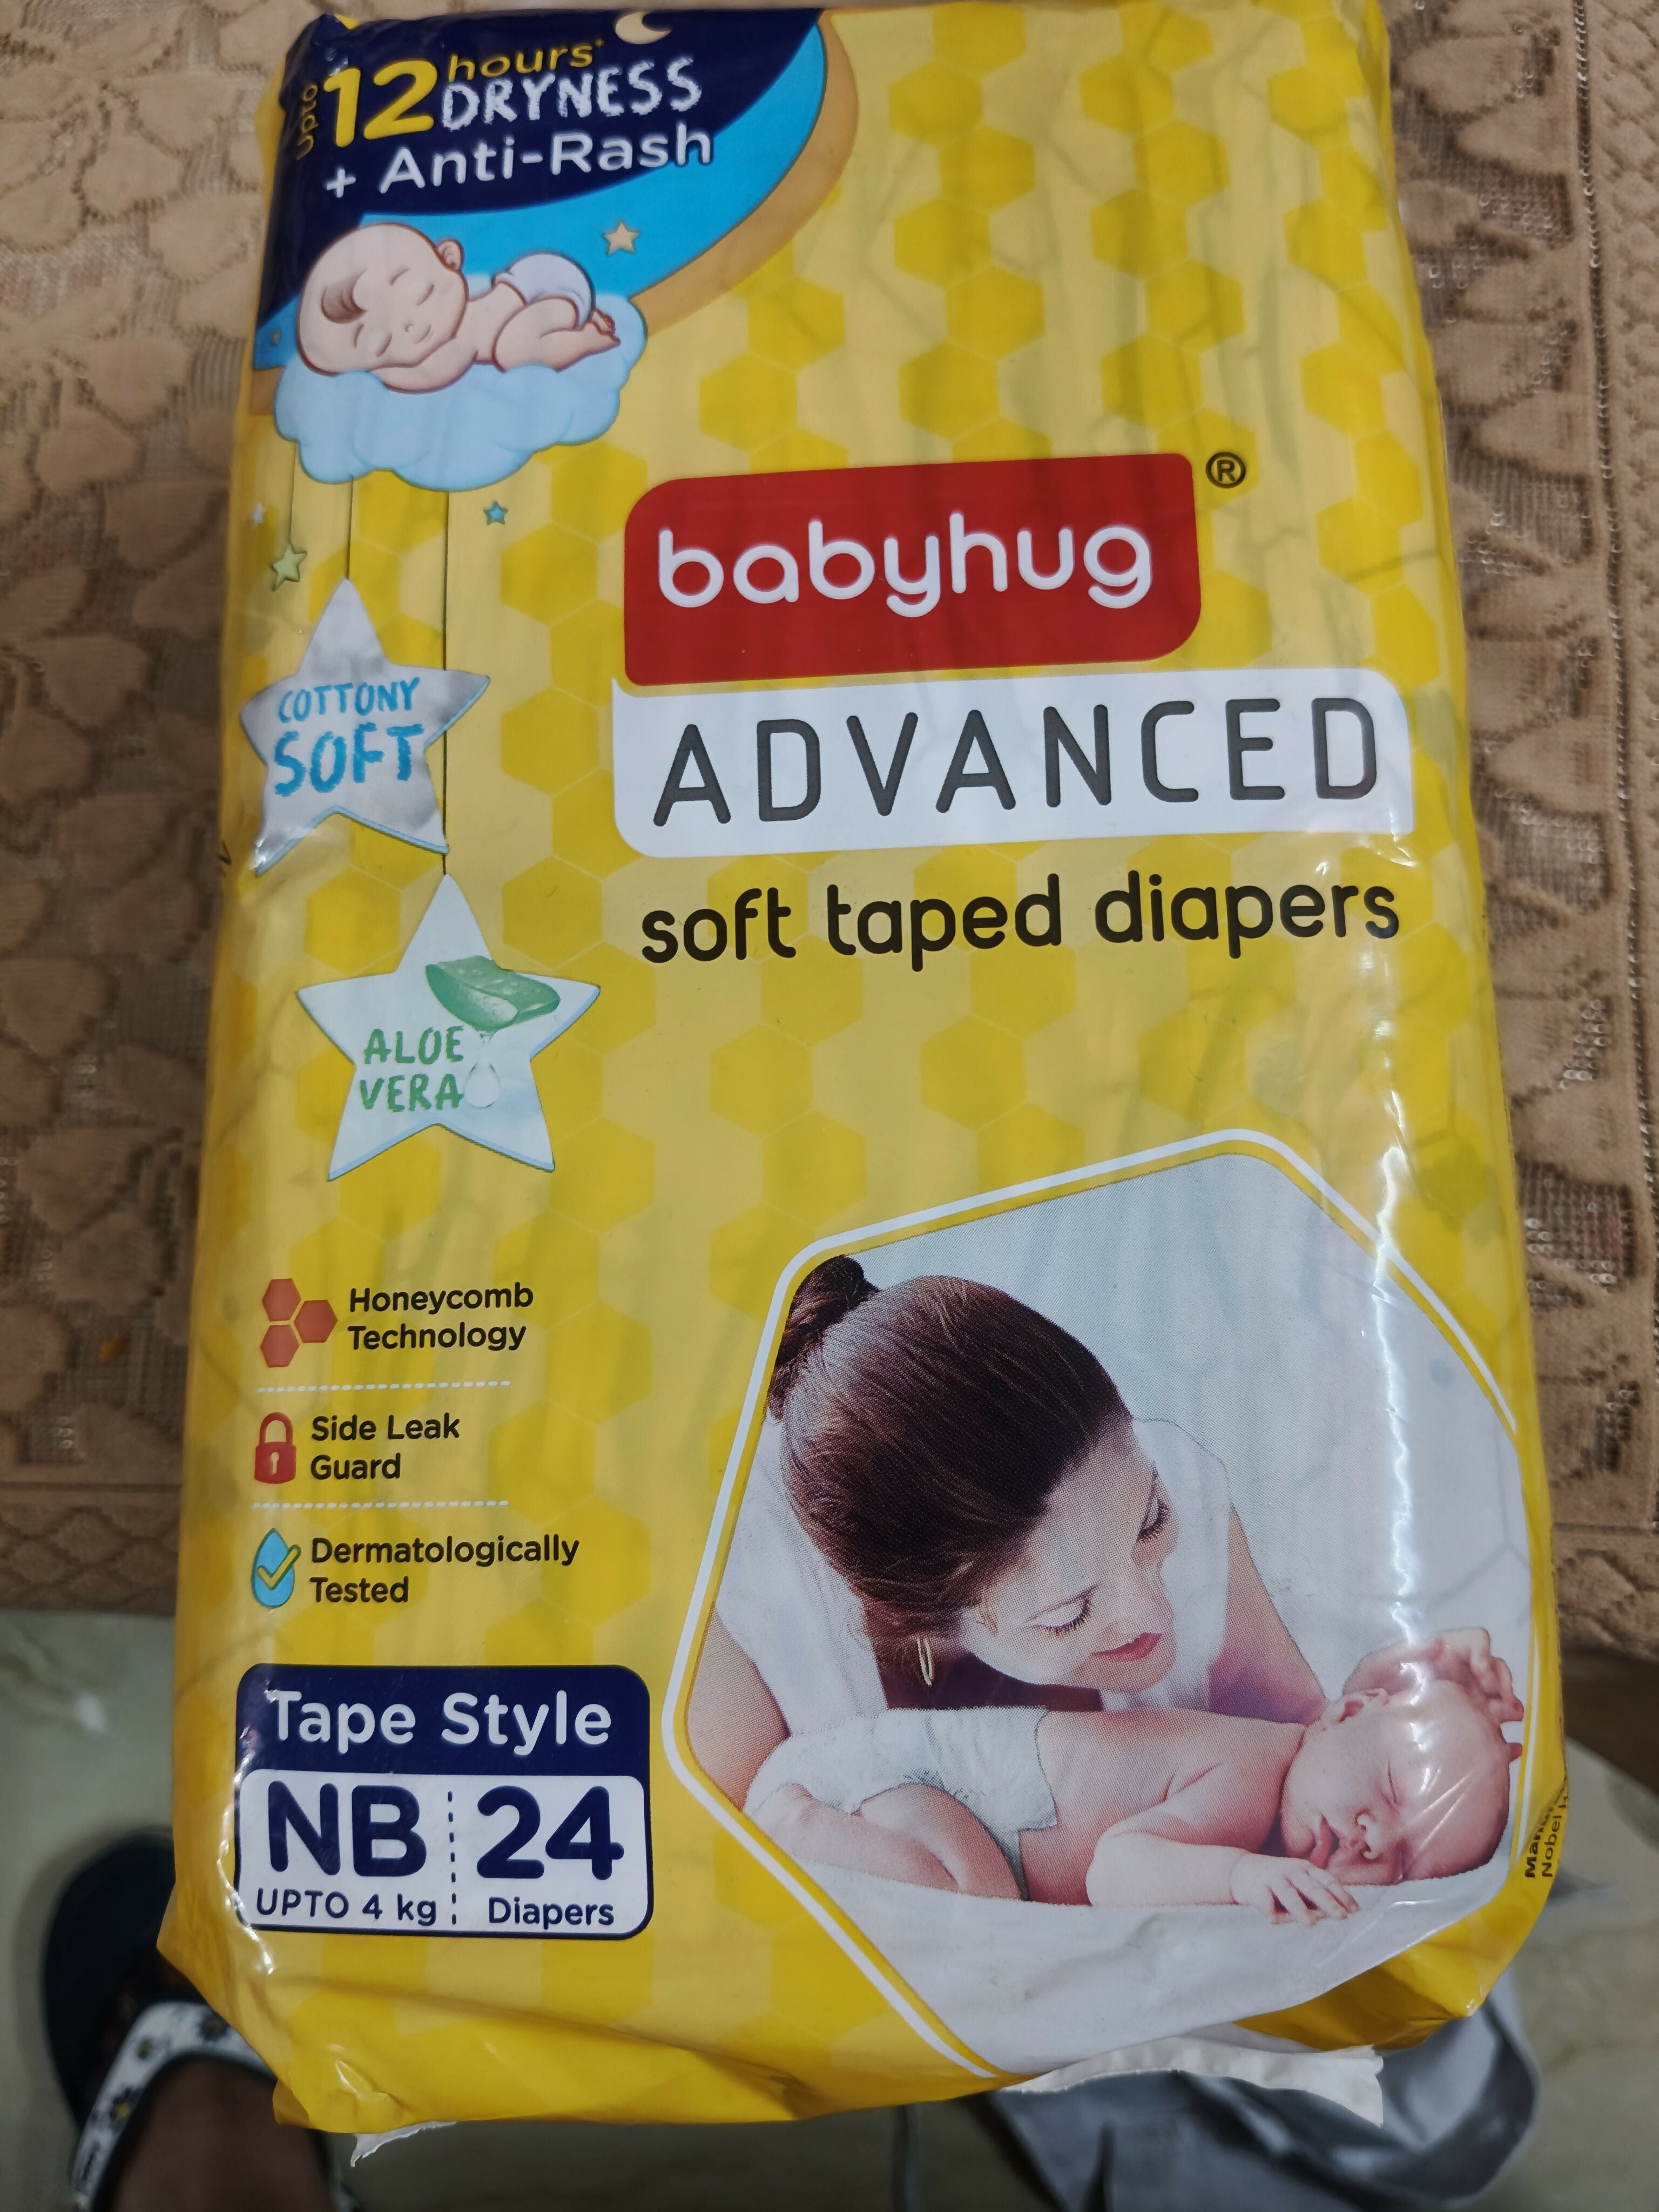 upto 12 hours+
DRYNESS
+ Anti-Rash
babyhug ®
ADVANCED
soft taped diapers
COTTONY
SOFT
ALOE
VERA
Honeycomb
Technology
Side Leak
Guard
Dermatologically
Tested
Tape Style
NB 24
UPTO 4 kg Diapers
Nobel